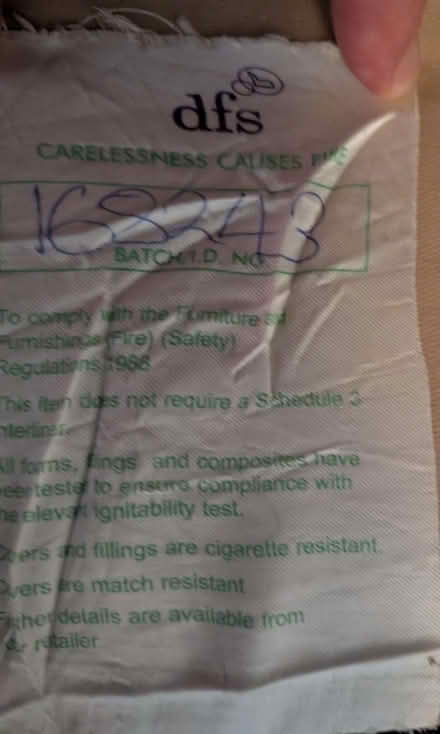 dfs
CARELESSNESS CAUSES FIRE
168243
BATCH I.D. NO
To comply with the Furniture and
Furnishings (Fire) (Safety)
Regulations 1988
This item does not require a Schedule 3
interliner.
All foams, fillings and composites have
been tested to ensure compliance with
the relevant ignitability test.
Covers and fillings are cigarette resistant.
Covers are match resistant
Further details are available from
your retailer